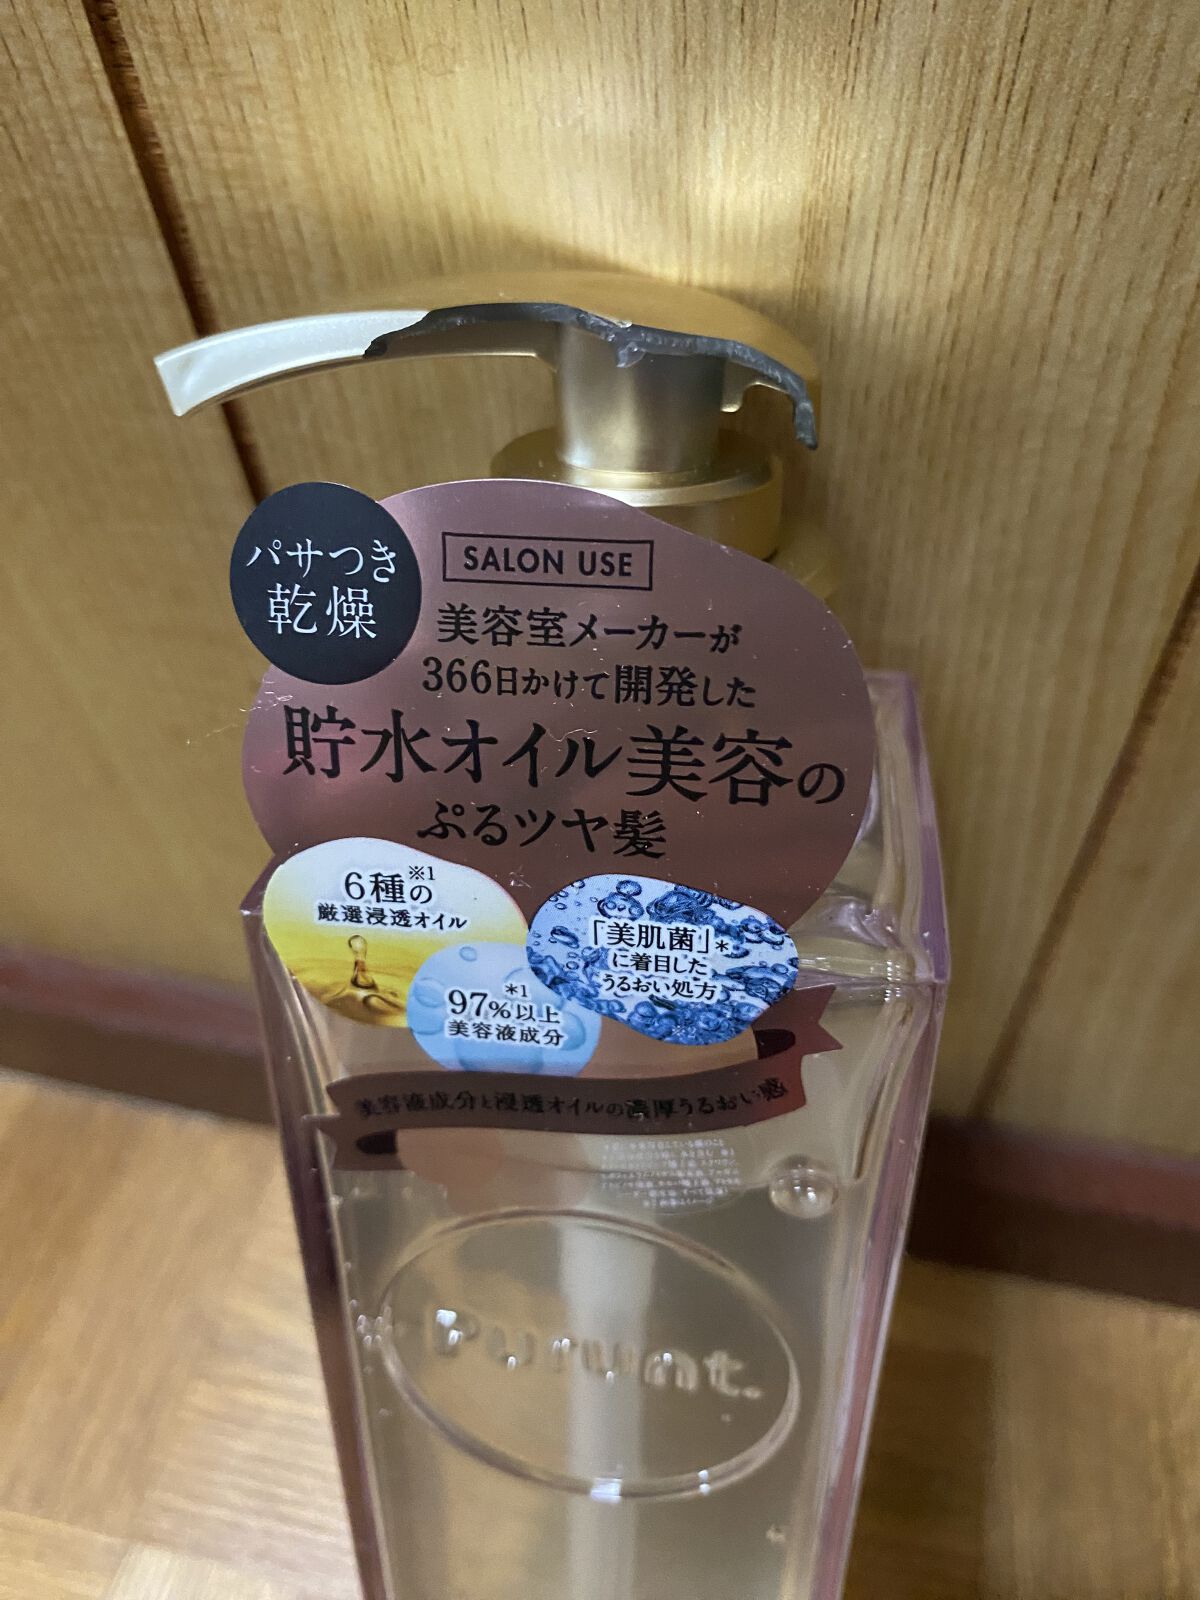 パサつき
乾燥
SALON USE
美容室メーカーが
366日かけて開発した
貯水オイル美容の
ぷるツヤ髪
6種の※1
厳選浸透オイル
「美肌菌」*
に着目した
うるおい処方
*1
97%以上
美容液成分
美容液成分と浸透オイルの濃厚うるおい感
Purunt.